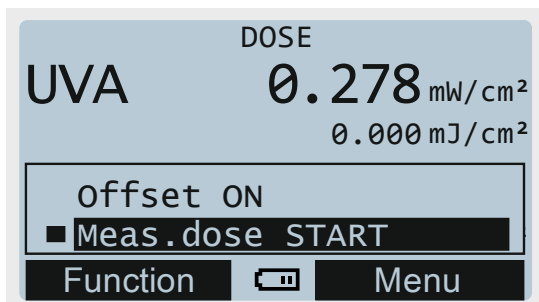 DOSE
UVA 0.278 mW/cm²
0.000 mJ/cm²
Offset ON
Meas.dose START
Function Menu